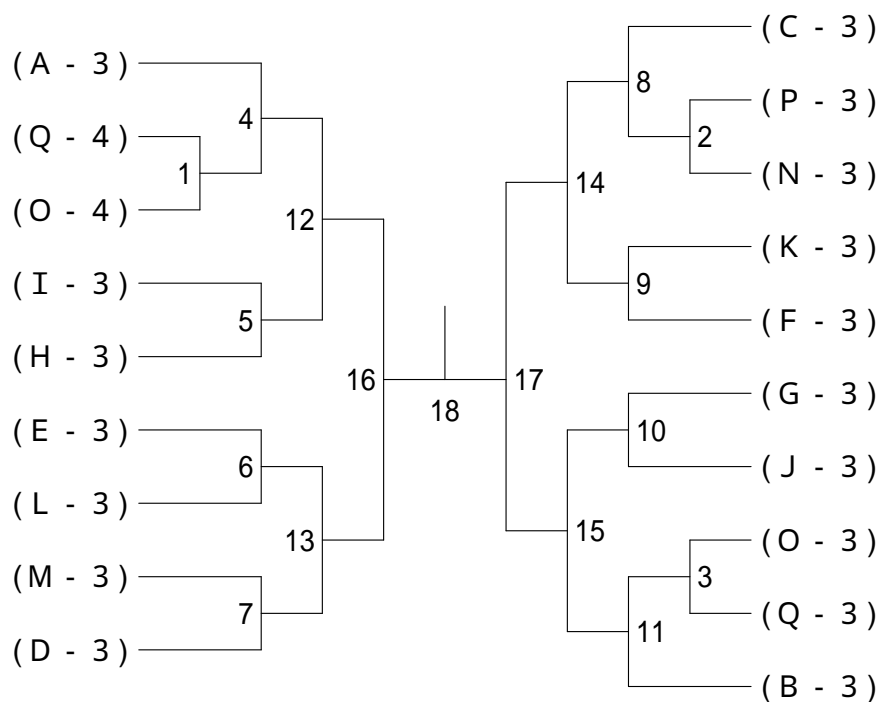 (A - 3)
(Q - 4)
(O - 4)
(I - 3)
(H - 3)
(E - 3)
(L - 3)
(M - 3)
(D - 3)
1
4
5
6
7
12
13
16
18
17
14
15
8
9
10
11
2
3
(C - 3)
(P - 3)
(N - 3)
(K - 3)
(F - 3)
(G - 3)
(J - 3)
(O - 3)
(Q - 3)
(B - 3)